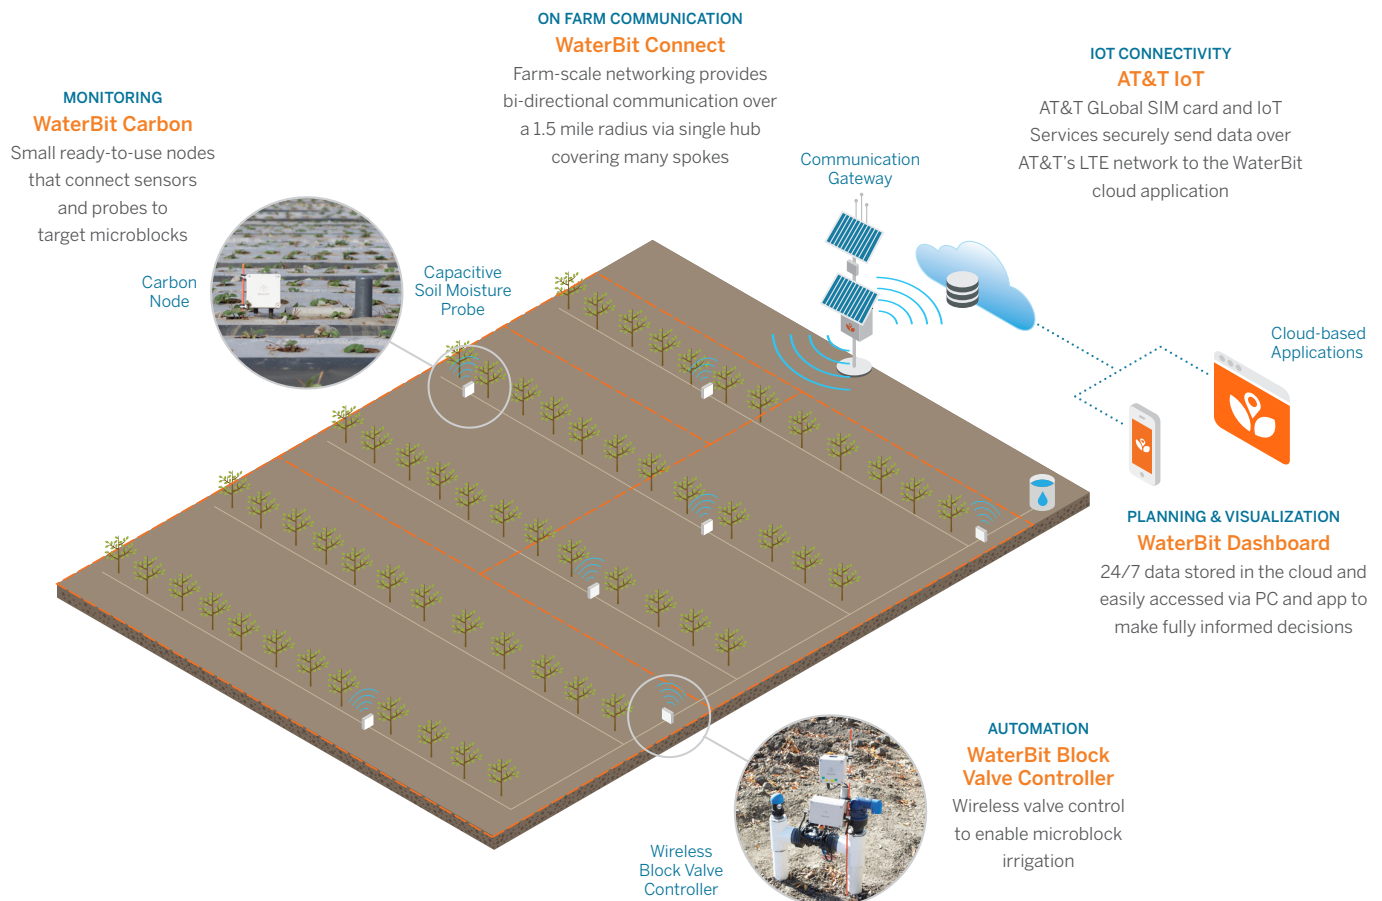 ON FARM COMMUNICATION
WaterBit Connect
Farm-scale networking provides
bi-directional communication over
a 1.5 mile radius via single hub
covering many spokes
IOT CONNECTIVITY
AT&T IoT
AT&T GLobal SIM card and IoT
Services securely send data over
AT&T’s LTE network to the WaterBit
cloud application
MONITORING
WaterBit Carbon
Small ready-to-use nodes
that connect sensors
and probes to
target microblocks
Communication
Gateway
Carbon
Node
Capacitive
Soil Moisture
Probe
Cloud-based
Applications
PLANNING & VISUALIZATION
WaterBit Dashboard
24/7 data stored in the cloud and
easily accessed via PC and app to
make fully informed decisions
AUTOMATION
WaterBit Block
Valve Controller
Wireless valve control
to enable microblock
irrigation
Wireless
Block Valve
Controller